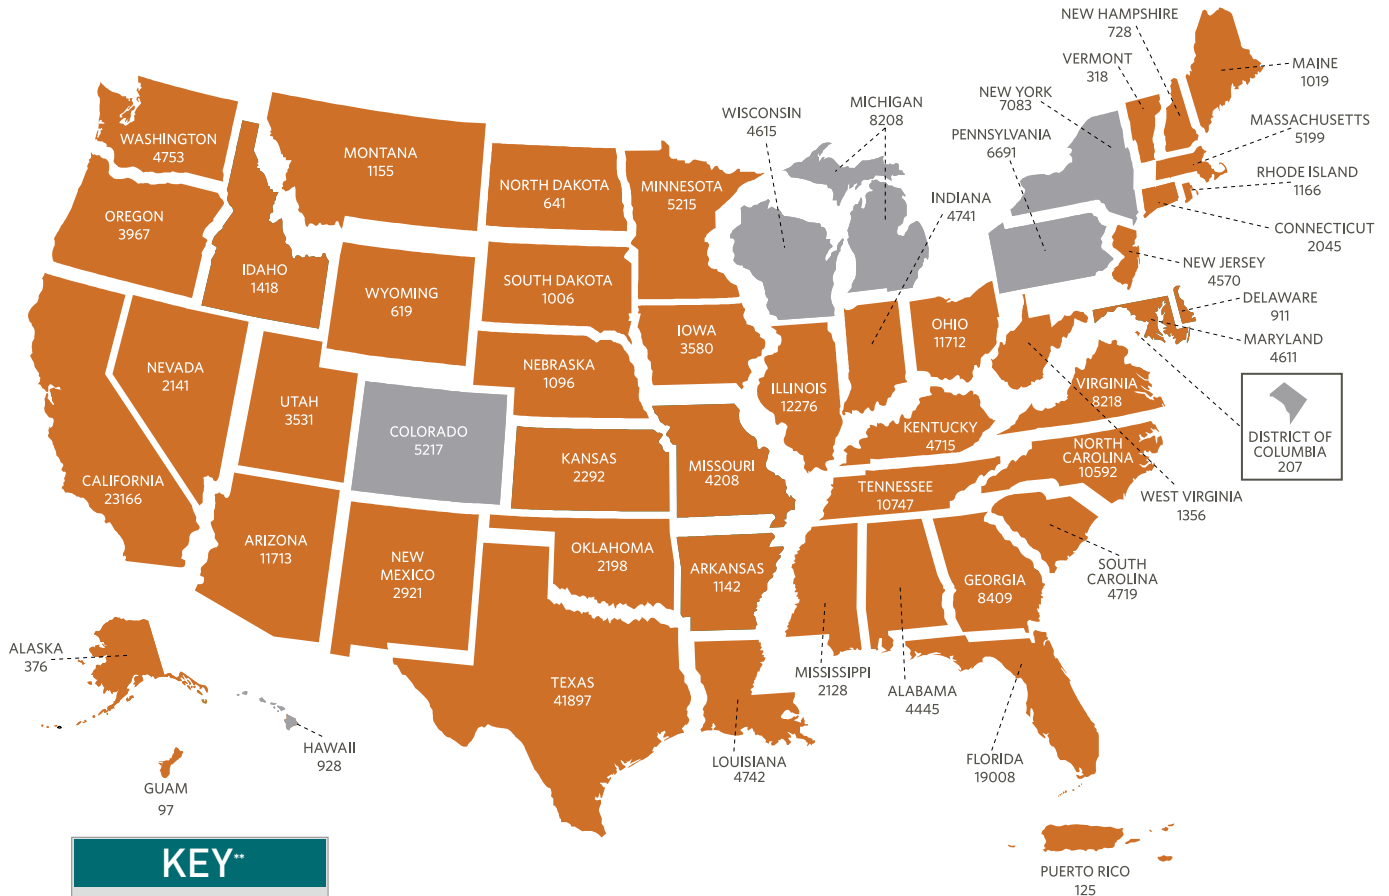 NEW HAMPSHIRE
728
VERMONT
318
MAINE
1019
NEW YORK
7083
MICHIGAN
8208
WISCONSIN
4615
PENNSYLVANIA
6691
MASSACHUSETTS
5199
WASHINGTON
4753
MONTANA
1155
NORTH DAKOTA
641
MINNESOTA
5215
INDIANA
4741
RHODE ISLAND
1166
OREGON
3967
CONNECTICUT
2045
IDAHO
1418
WYOMING
619
SOUTH DAKOTA
1006
NEW JERSEY
4570
DELAWARE
911
IOWA
3580
OHIO
11712
MARYLAND
4611
NEVADA
2141
NEBRASKA
1096
ILLINOIS
12276
VIRGINIA
8218
UTAH
3531
COLORADO
5217
KENTUCKY
4715
DISTRICT OF
COLUMBIA
207
CALIFORNIA
23166
KANSAS
2292
MISSOURI
4208
NORTH
CAROLINA
10592
TENNESSEE
10747
WEST VIRGINIA
1356
ARIZONA
11713
NEW
MEXICO
2921
OKLAHOMA
2198
ARKANSAS
1142
GEORGIA
8409
SOUTH
CAROLINA
4719
ALASKA
376
TEXAS
41897
MISSISSIPPI
2128
ALABAMA
4445
HAWAII
928
LOUISIANA
4742
FLORIDA
19008
GUAM
97
KEY**
PUERTO RICO
125